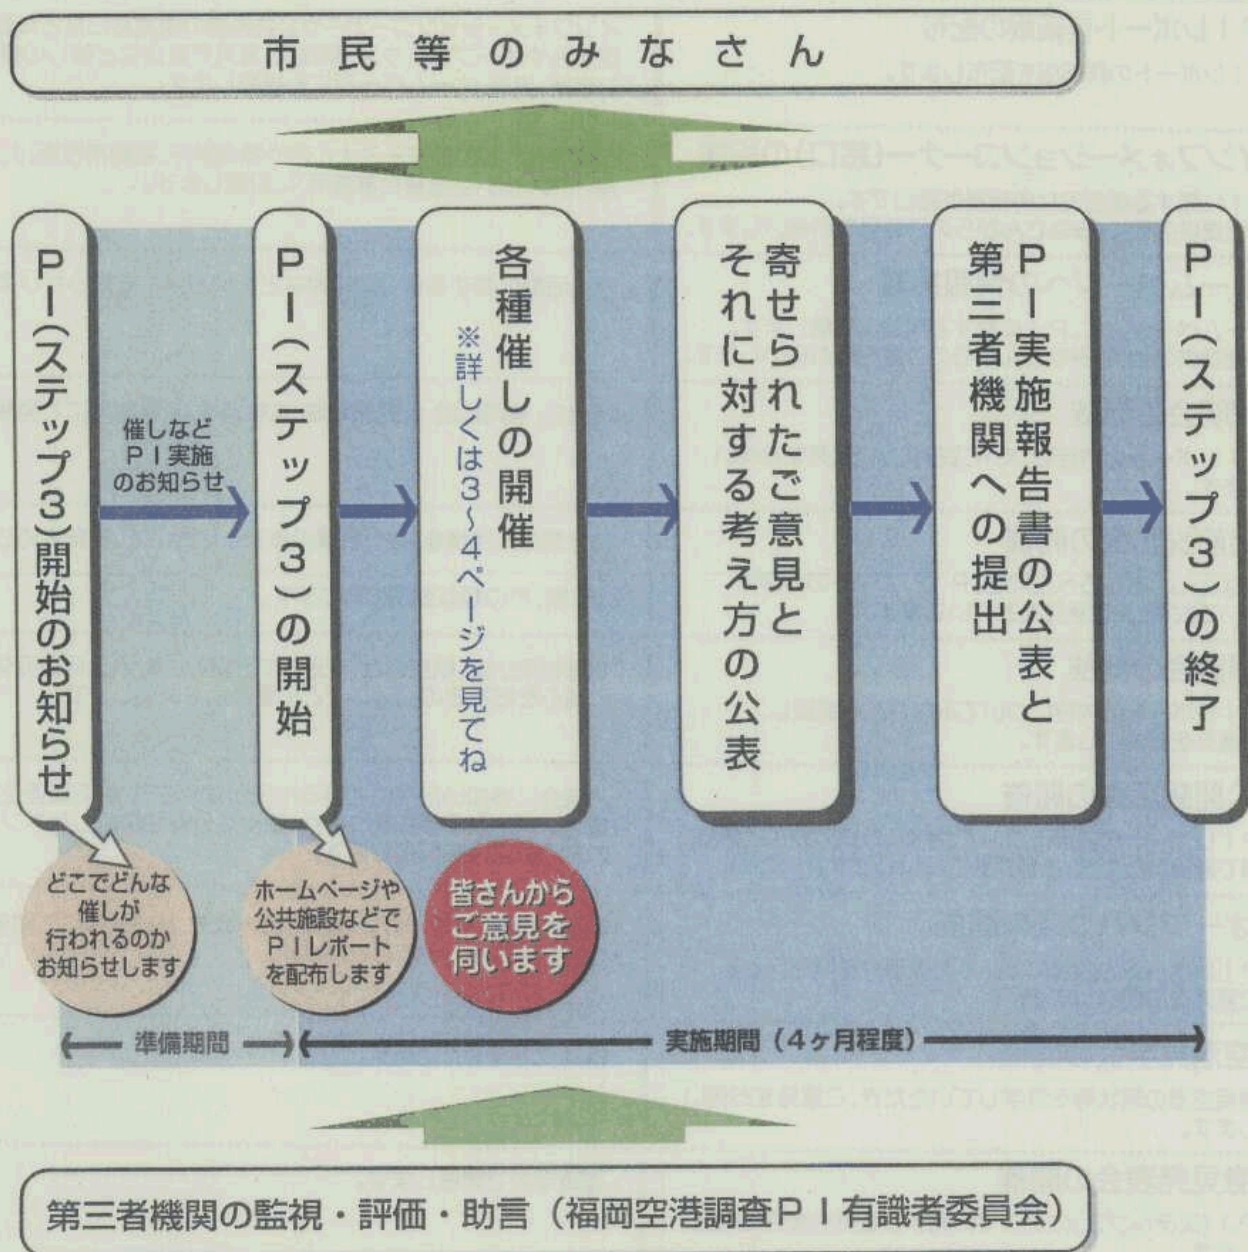 市民等のみなさん
PI(ステップ3)開始のお知らせ
催しなど
PI実施
のお知らせ
PI(ステップ3)の開始
各種催しの開催
※詳しくは3～4ページを見てね
寄せられたご意見と
それに対する考え方の公表
PI実施報告書の公表と
第三者機関への提出
PI(ステップ3)の終了
どこでどんな
催しが
行われるのか
お知らせします
ホームページや
公共施設などで
PIレポート
を配布します
皆さんから
ご意見を
伺います
準備期間
実施期間(4ヶ月程度)
第三者機関の監視・評価・助言(福岡空港調査PI有識者委員会)